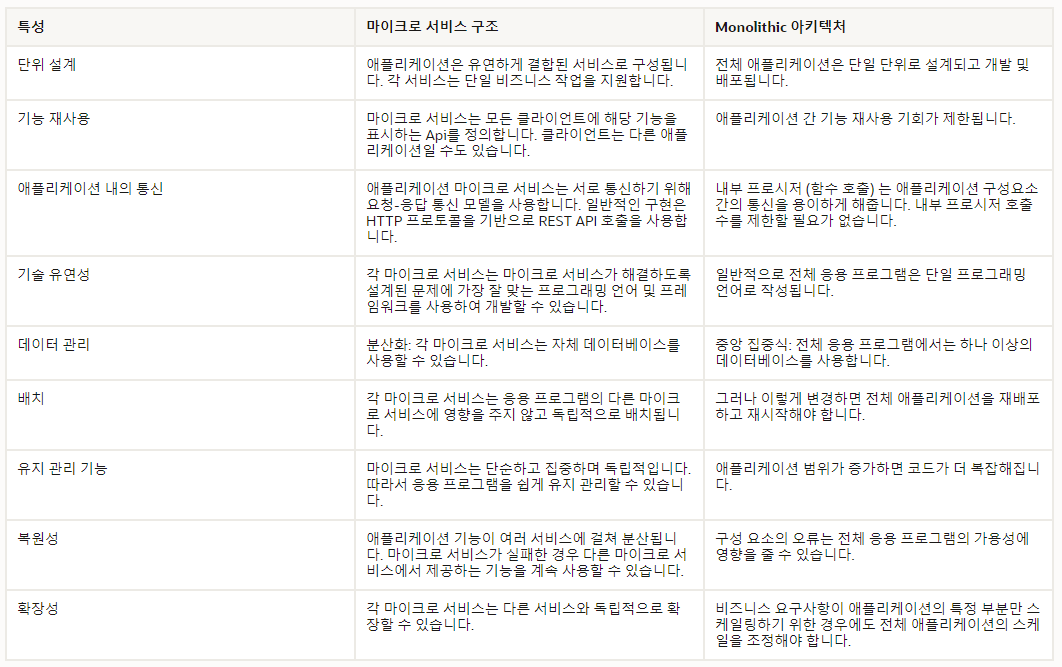 특성
마이크로 서비스 구조
Monolithic 아키텍처
단위 설계
애플리케이션은 유연하게 결합된 서비스로 구성됩니
다. 각 서비스는 단일 비즈니스 작업을 지원합니다.
전체 애플리케이션은 단일 단위로 설계되고 개발 및
배포됩니다.
기능 재사용
마이크로 서비스는 모든 클라이언트에 해당 기능을
표시하는 Api를 정의합니다. 클라이언트는 다른 애플
리케이션일 수도 있습니다.
애플리케이션 간 기능 재사용 기회가 제한됩니다.
애플리케이션 내의 통신
애플리케이션 마이크로 서비스는 서로 통신하기 위해
요청-응답 통신 모델을 사용합니다. 일반적인 구현은
HTTP 프로토콜을 기반으로 REST API 호출을 사용합
니다.
내부 프로시저 (함수 호출) 는 애플리케이션 구성요소
간의 통신을 용이하게 해줍니다. 내부 프로시저 호출
수를 제한할 필요가 없습니다.
기술 유연성
각 마이크로 서비스는 마이크로 서비스가 해결하도록
설계된 문제에 가장 잘 맞는 프로그래밍 언어 및 프레
임워크를 사용하여 개발할 수 있습니다.
일반적으로 전체 응용 프로그램은 단일 프로그래밍
언어로 작성됩니다.
데이터 관리
분산화: 각 마이크로 서비스는 자체 데이터베이스를
사용할 수 있습니다.
중앙 집중식: 전체 응용 프로그램에서는 하나 이상의
데이터베이스를 사용합니다.
배치
각 마이크로 서비스는 응용 프로그램의 다른 마이크
로 서비스에 영향을 주지 않고 독립적으로 배치됩니
다.
그러나 이렇게 변경하면 전체 애플리케이션을 재배포
하고 재시작해야 합니다.
유지 관리 기능
마이크로 서비스는 단순하고 집중하며 독립적입니다.
따라서 응용 프로그램을 쉽게 유지 관리할 수 있습니
다.
애플리케이션 범위가 증가하면 코드가 더 복잡해집니
다.
복원성
애플리케이션 기능이 여러 서비스에 걸쳐 분산됩니
다. 마이크로 서비스가 실패한 경우 다른 마이크로 서
비스에서 제공하는 기능을 계속 사용할 수 있습니다.
구성 요소의 오류는 전체 응용 프로그램의 가용성에
영향을 줄 수 있습니다.
확장성
각 마이크로 서비스는 다른 서비스와 독립적으로 확
장할 수 있습니다.
비즈니스 요구사항이 애플리케이션의 특정 부분만 스
케일링하기 위한 경우에도 전체 애플리케이션의 스케
일을 조정해야 합니다.